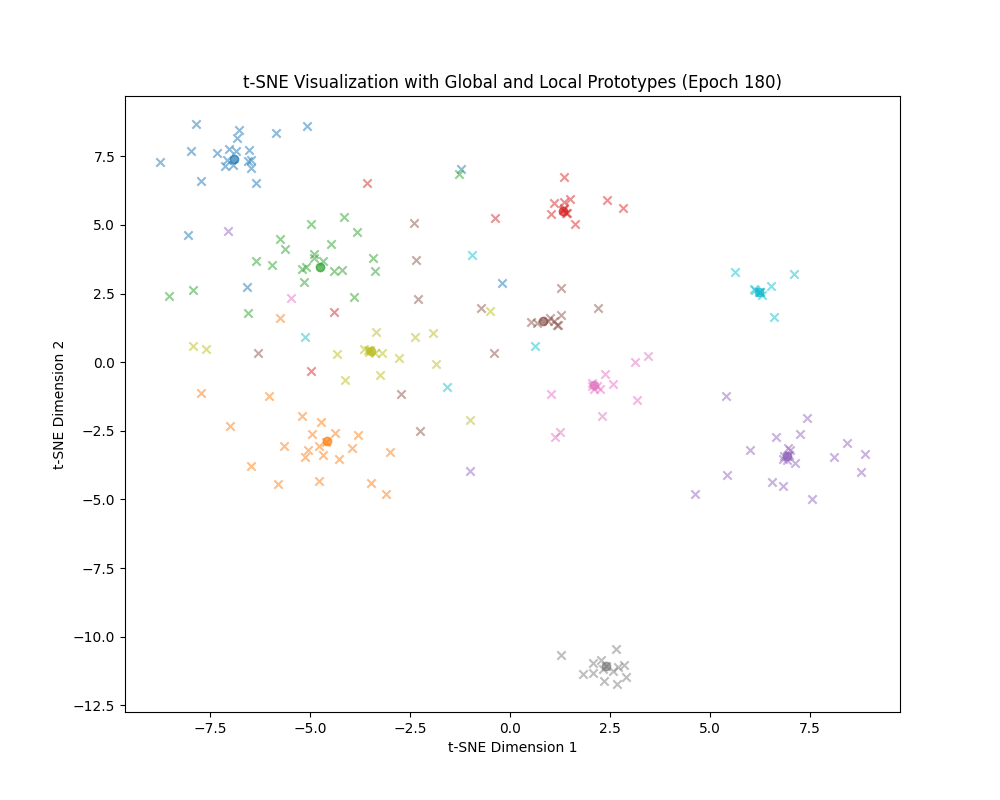 t-SNE Visualization with Global and Local Prototypes (Epoch 180)
7.5
5.0
2.5
0.0
−2.5
−5.0
−7.5
−10.0
−12.5
t-SNE Dimension 2
−7.5 −5.0 −2.5 0.0 2.5 5.0 7.5
t-SNE Dimension 1